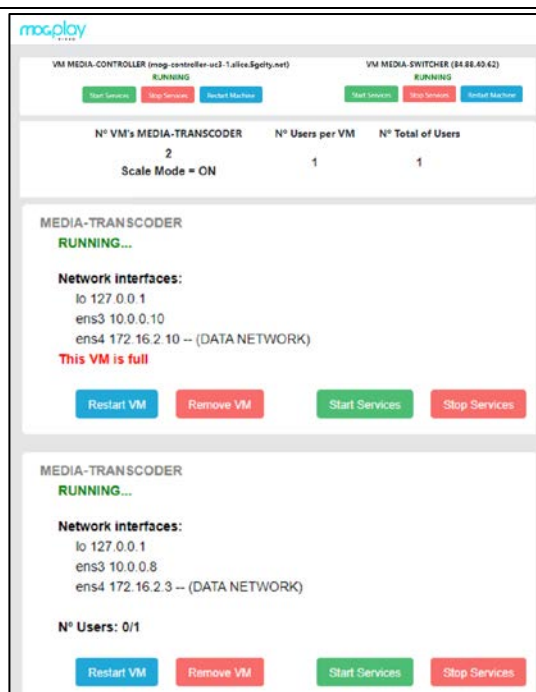 mogplay
VM MEDIA-CONTROLLER (mog-controller-uc3-1.alice.5gcity.net)
RUNNING
Start Services Stop Services Restart Machine
VM MEDIA-SWITCHER (84.88.40.62)
RUNNING
Start Services Stop Services Restart Machine
Nº VM's MEDIA-TRANSCODER Nº Users per VM Nº Total of Users
2 1 1
Scale Mode = ON
MEDIA-TRANSCODER
RUNNING...
Network interfaces:
lo 127.0.0.1
ens3 10.0.0.10
ens4 172.16.2.10 -- (DATA NETWORK)
This VM is full
Restart VM Remove VM Start Services Stop Services
MEDIA-TRANSCODER
RUNNING...
Network interfaces:
lo 127.0.0.1
ens3 10.0.0.8
ens4 172.16.2.3 -- (DATA NETWORK)
Nº Users: 0/1
Restart VM Remove VM Start Services Stop Services